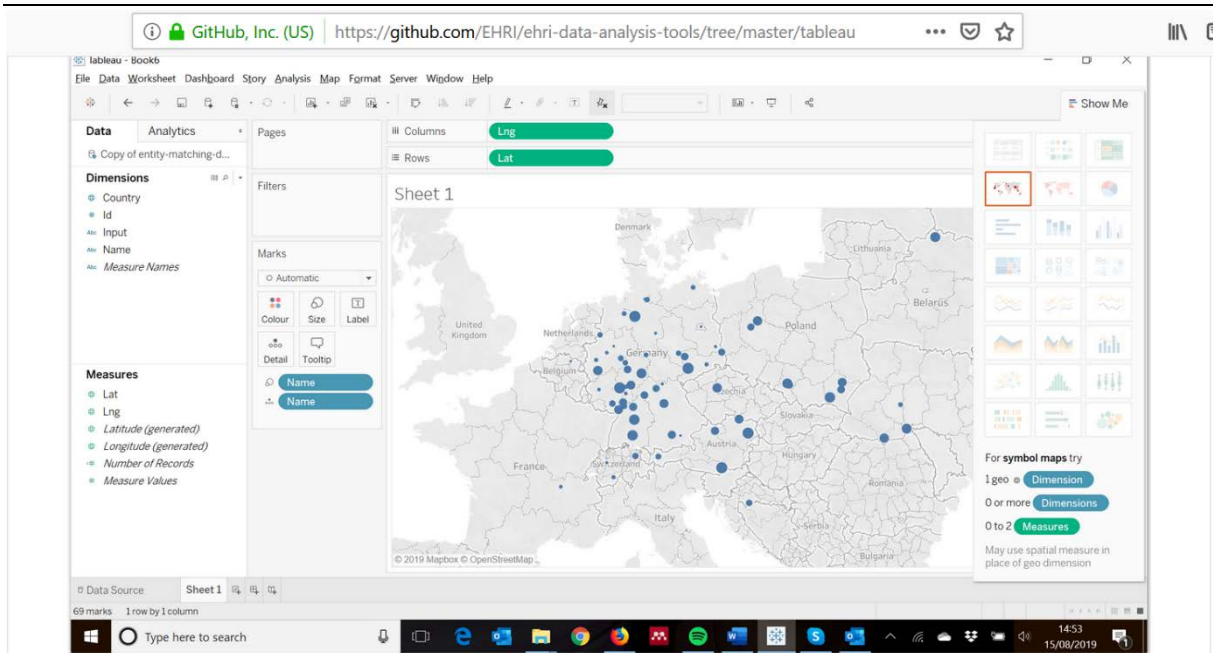 GitHub, Inc. (US) https://github.com/EHRI/ehri-data-analysis-tools/tree/master/tableau
Tableau - Book6
File Data Worksheet Dashboard Story Analysis Map Format Server Window Help
Show Me
Data Analytics
Pages
Columns Lng
Copy of entity-matching-d...
Rows Lat
Dimensions
Filters
Sheet 1
Country
Id
Abc Input
Abc Name
Abc Measure Names
Marks
Automatic
Colour Size Label
Detail Tooltip
Name
Name
Measures
Lat
Lng
Latitude (generated)
Longitude (generated)
Number of Records
Measure Values
Denmark
Lithuania
Belarus
United
Kingdom
Netherlands
Poland
Germany
Belgium
Czechia
Slovakia
Austria
France
Switzerland
Hungary
Romania
Italy
Serbia
Bulgaria
© 2019 Mapbox © OpenStreetMap
For symbol maps try
1 geo Dimension
0 or more Dimensions
0 to 2 Measures
May use spatial measure in
place of geo dimension
Data Source Sheet 1
69 marks 1 row by 1 column
Type here to search
14:53
15/08/2019